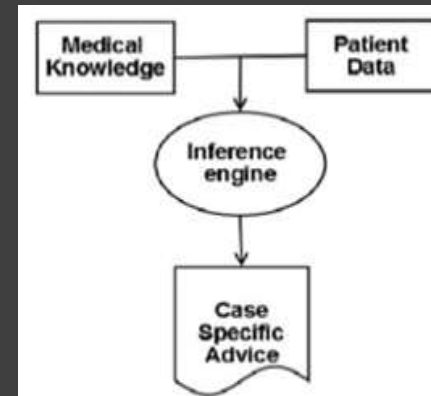 Medical
Knowledge
Patient
Data
Inference
engine
Case
Specific
Advice